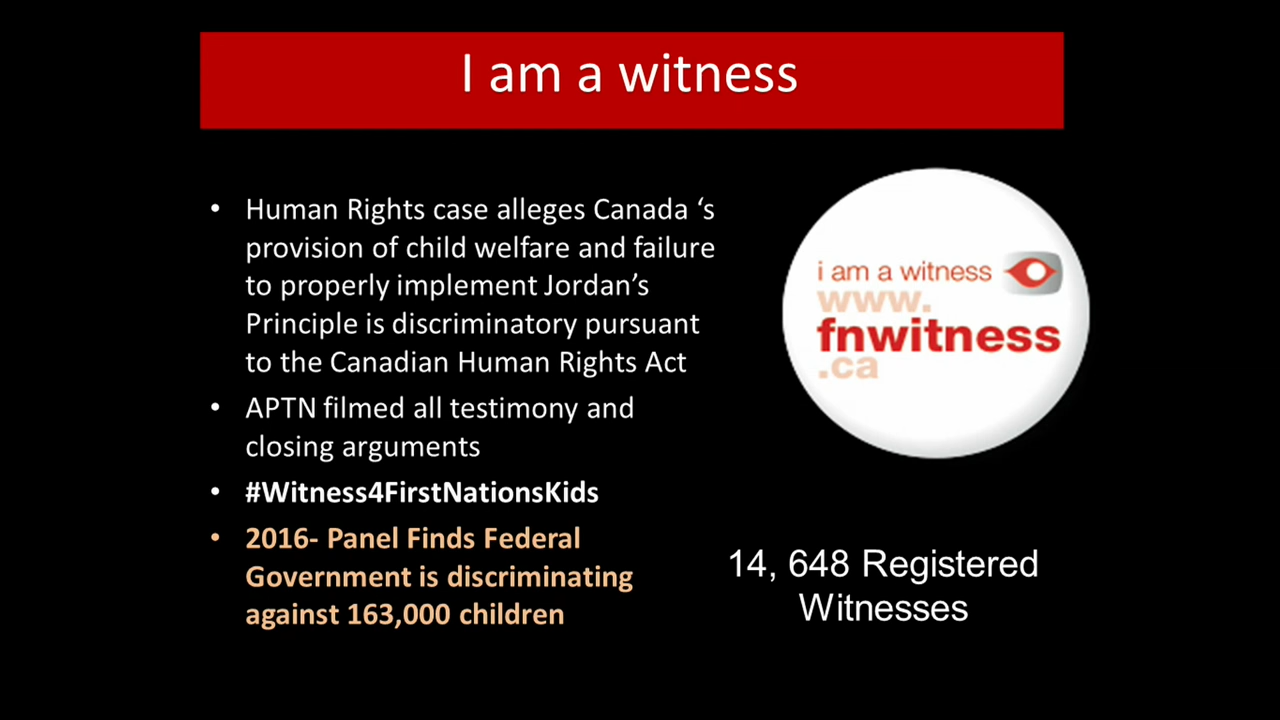 I am a witness
• Human Rights case alleges Canada ‘s
provision of child welfare and failure
to properly implement Jordan’s
Principle is discriminatory pursuant
to the Canadian Human Rights Act
• APTN filmed all testimony and
closing arguments
• #Witness4FirstNationsKids
• 2016- Panel Finds Federal
Government is discriminating
against 163,000 children
i am a witness
www.
fnwitness
.ca
14, 648 Registered
Witnesses